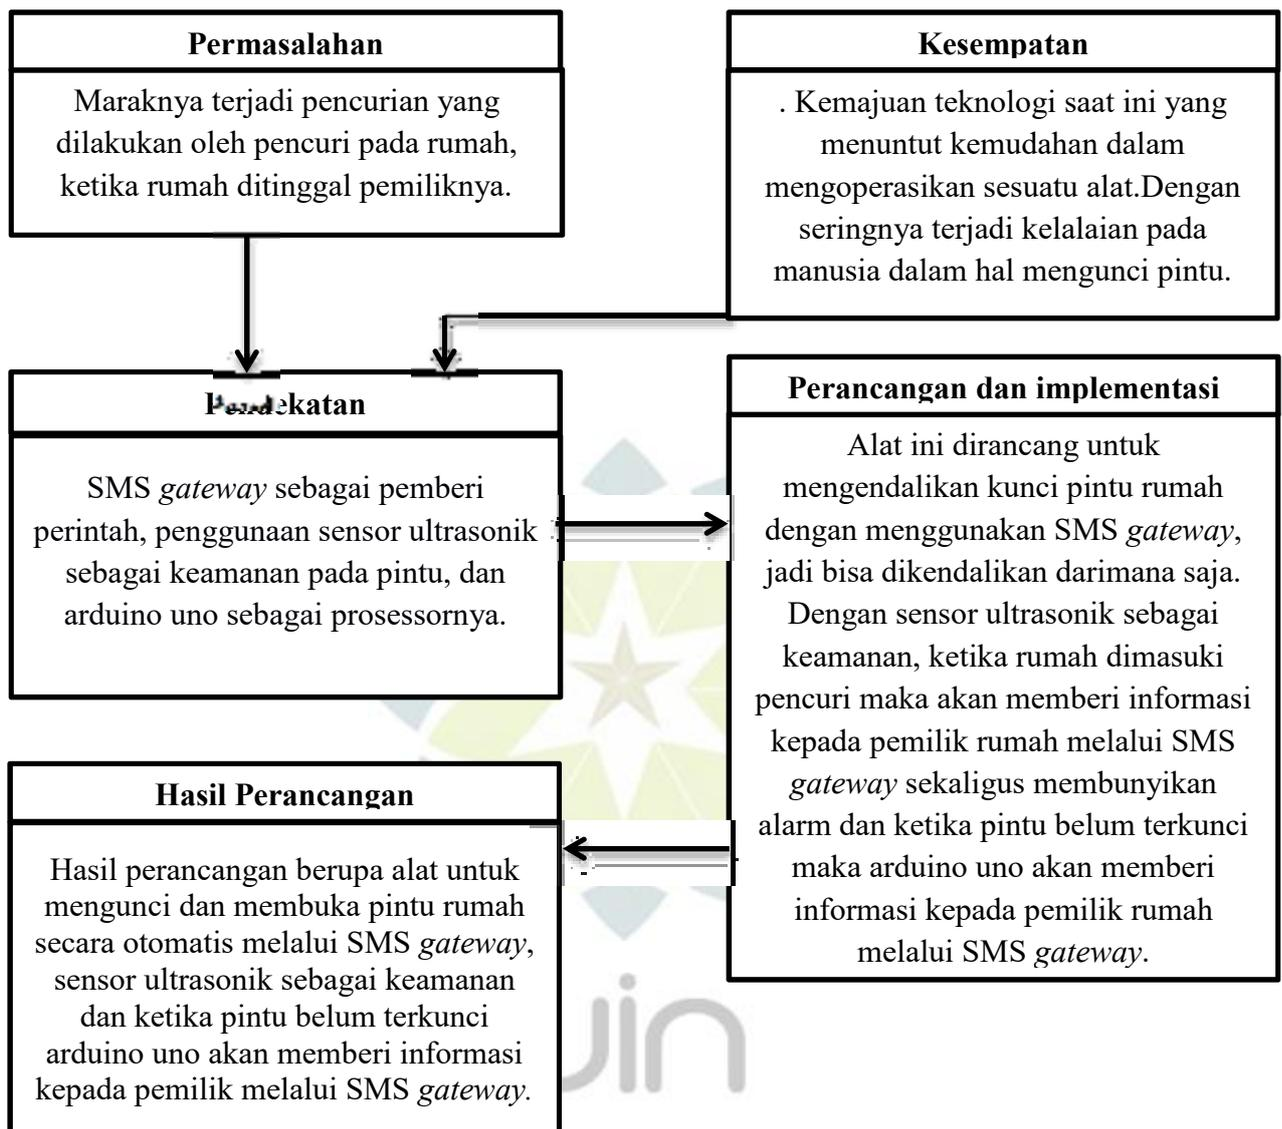 Permasalahan
Maraknya terjadi pencurian yang
dilakukan oleh pencuri pada rumah,
ketika rumah ditinggal pemiliknya.
Kesempatan
. Kemajuan teknologi saat ini yang
menuntut kemudahan dalam
mengoperasikan sesuatu alat.Dengan
seringnya terjadi kelalaian pada
manusia dalam hal mengunci pintu.
Pendekatan
SMS gateway sebagai pemberi
perintah, penggunaan sensor ultrasonik
sebagai keamanan pada pintu, dan
arduino uno sebagai prosessornya.
Perancangan dan implementasi
Alat ini dirancang untuk
mengendalikan kunci pintu rumah
dengan menggunakan SMS gateway,
jadi bisa dikendalikan darimana saja.
Dengan sensor ultrasonik sebagai
keamanan, ketika rumah dimasuki
pencuri maka akan memberi informasi
kepada pemilik rumah melalui SMS
gateway sekaligus membunyikan
alarm dan ketika pintu belum terkunci
maka arduino uno akan memberi
informasi kepada pemilik rumah
melalui SMS gateway.
Hasil Perancangan
Hasil perancangan berupa alat untuk
mengunci dan membuka pintu rumah
secara otomatis melalui SMS gateway,
sensor ultrasonik sebagai keamanan
dan ketika pintu belum terkunci
arduino uno akan memberi informasi
kepada pemilik melalui SMS gateway.